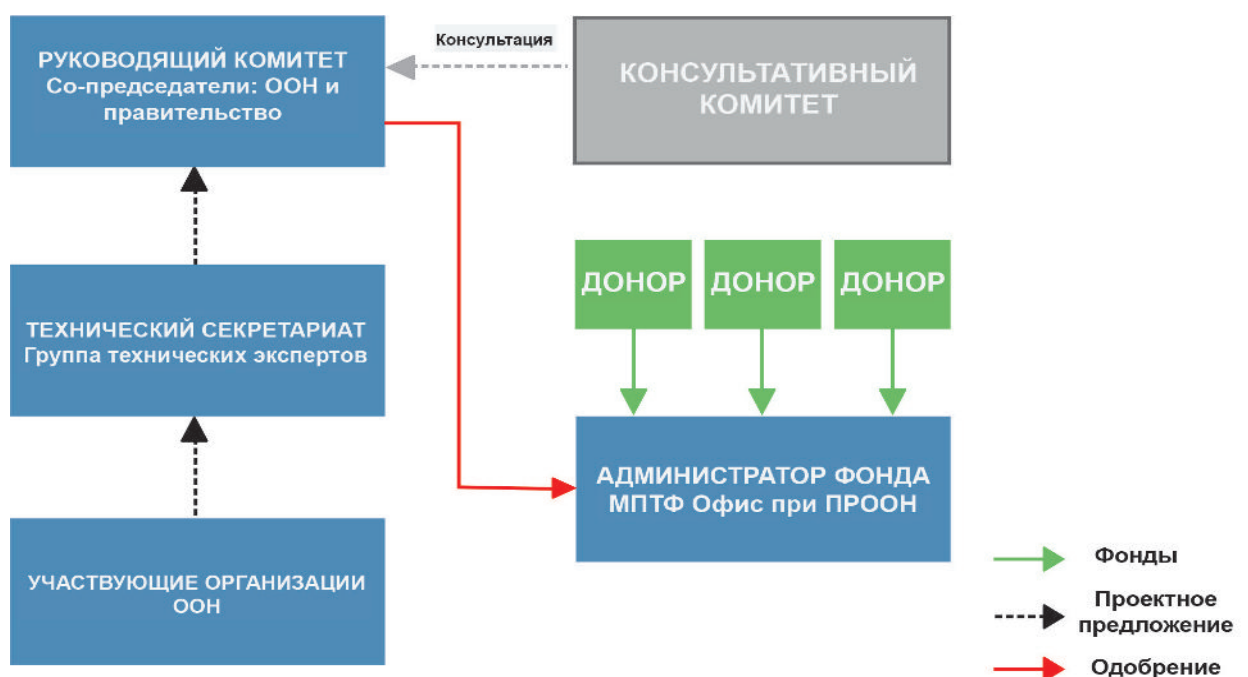 РУКОВОДЯЩИЙ КОМИТЕТ
Со-председатели: ООН и
правительство
Консультация
КОНСУЛЬТАТИВНЫЙ
КОМИТЕТ
ДОНОР
ДОНОР
ДОНОР
ТЕХНИЧЕСКИЙ СЕКРЕТАРИАТ
Группа технических экспертов
АДМИНИСТРАТОР ФОНДА
МПТФ Офис при ПРООН
УЧАСТВУЮЩИЕ ОРГАНИЗАЦИИ
ООН
Фонды
Проектное
предложение
Одобрение